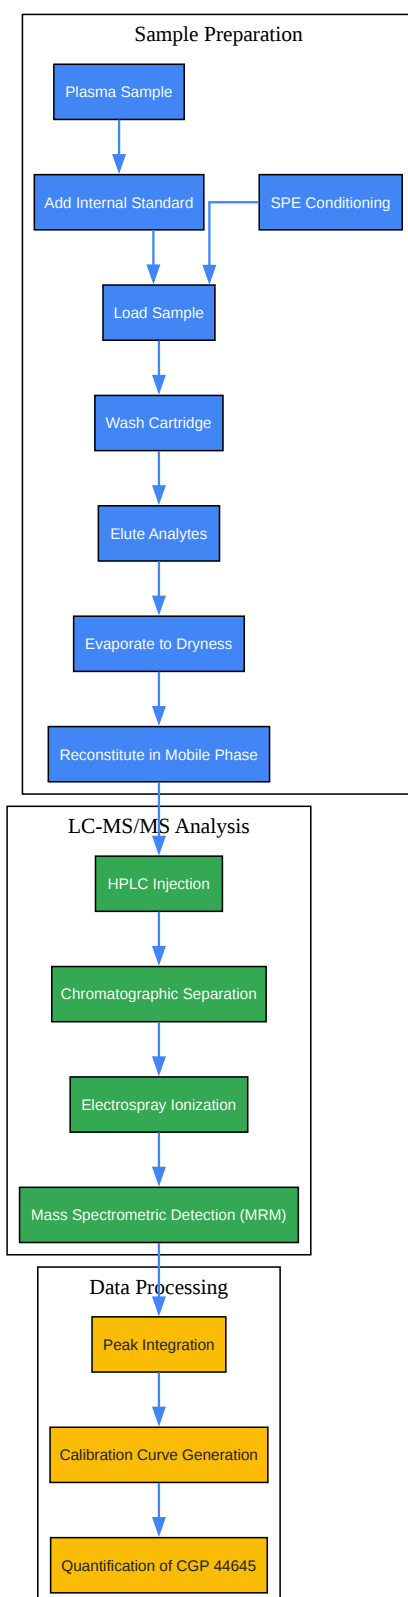 Sample Preparation
Plasma Sample
Add Internal Standard
SPE Conditioning
Load Sample
Wash Cartridge
Elute Analytes
Evaporate to Dryness
Reconstitute in Mobile Phase
LC-MS/MS Analysis
HPLC Injection
Chromatographic Separation
Electrospray Ionization
Mass Spectrometric Detection (MRM)
Data Processing
Peak Integration
Calibration Curve Generation
Quantification of CGP 44645